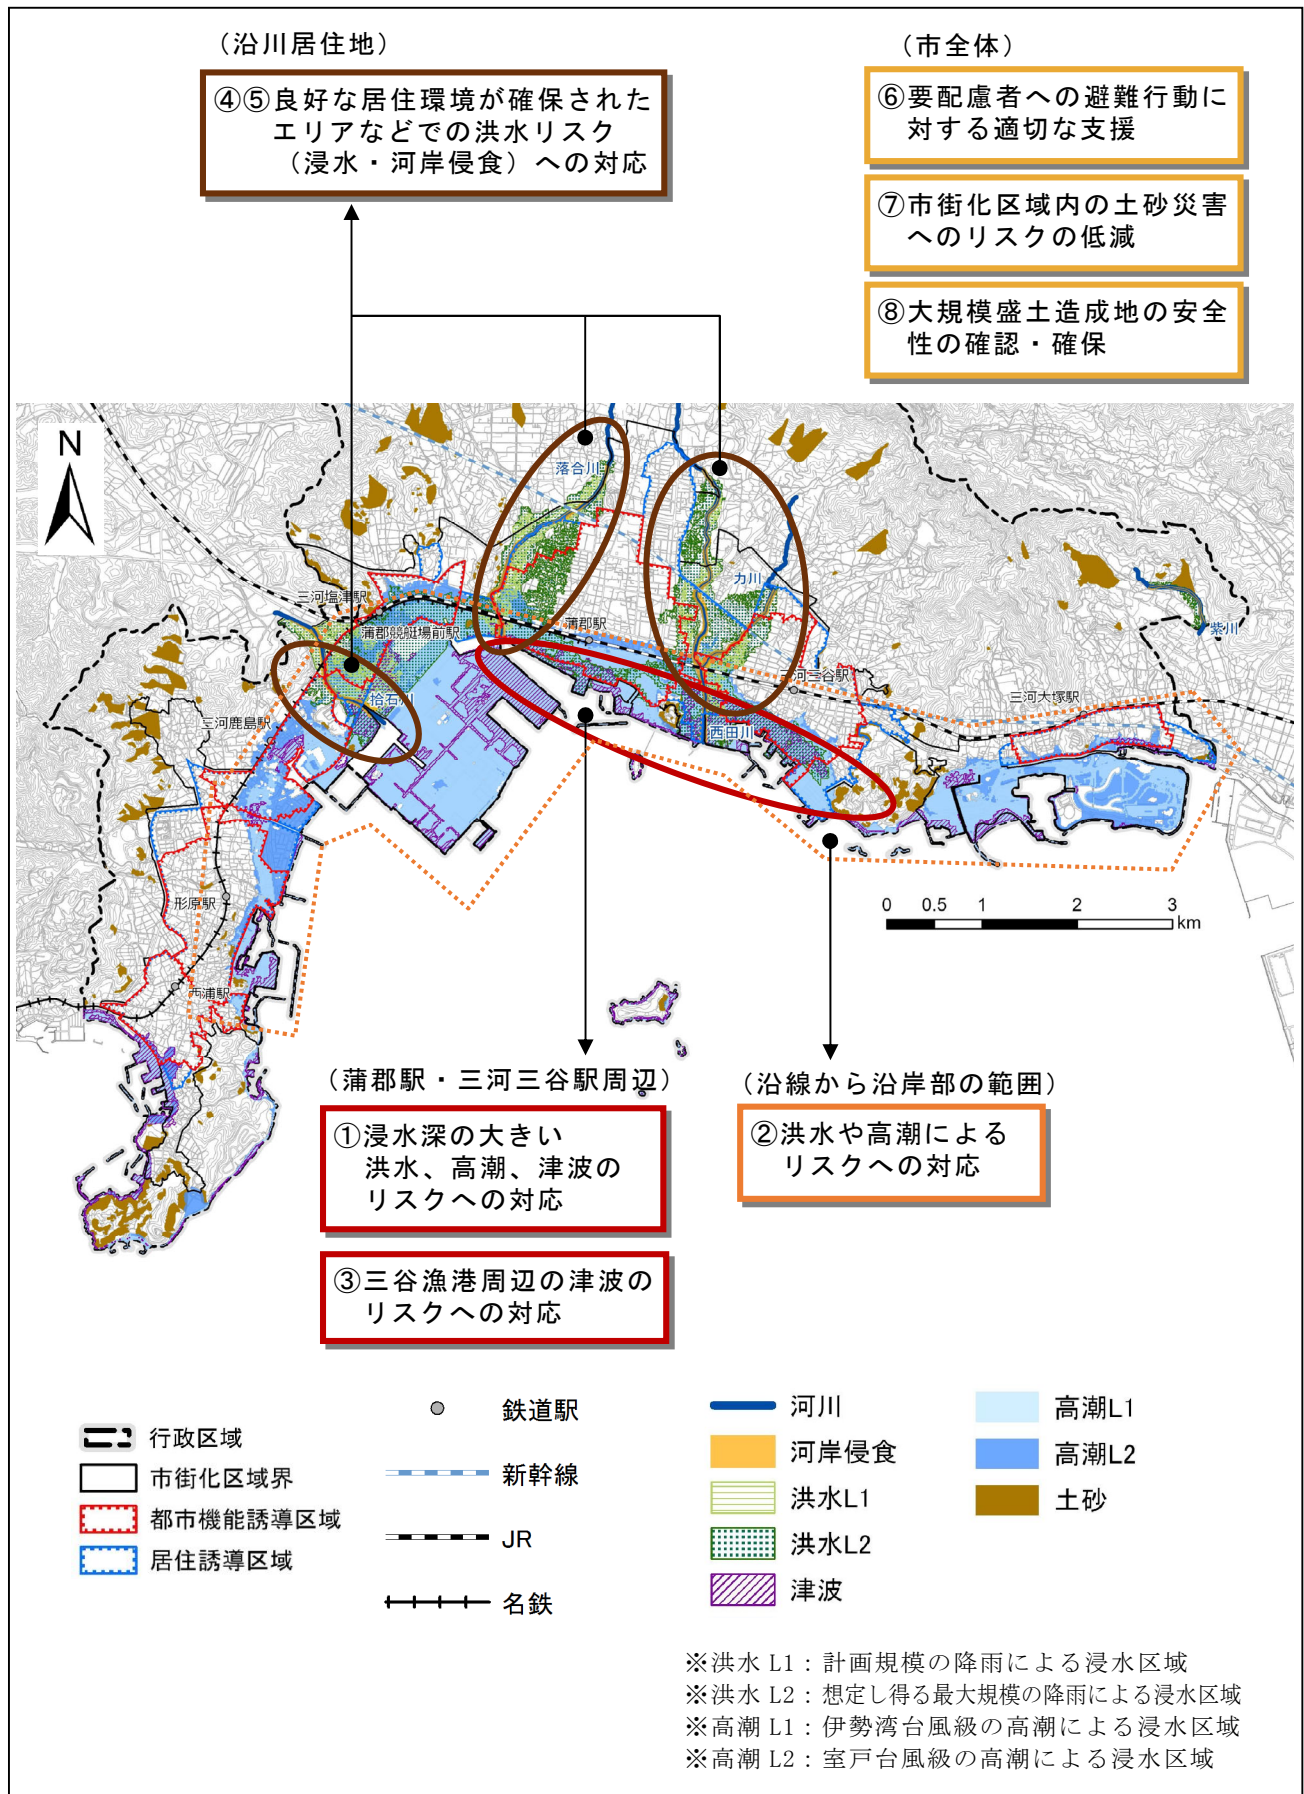 （沿川居住地）
④⑤良好な居住環境が確保された
エリアなどでの洪水リスク
（浸水・河岸侵食）への対応
（市全体）
⑥要配慮者への避難行動に
対する適切な支援
⑦市街化区域内の土砂災害
へのリスクの低減
⑧大規模盛土造成地の安全
性の確認・確保
N
落合川
力川
三河塩津駅
蒲郡競艇場前駅
蒲郡駅
紫川
三河三谷駅
三河大塚駅
拾石川
三河鹿島駅
西田川
形原駅
西浦駅
0 0.5 1 2 3
km
（蒲郡駅・三河三谷駅周辺）
①浸水深の大きい
洪水、高潮、津波の
リスクへの対応
③三谷漁港周辺の津波の
リスクへの対応
（沿線から沿岸部の範囲）
②洪水や高潮による
リスクへの対応
行政区域
市街化区域界
都市機能誘導区域
居住誘導区域
鉄道駅
新幹線
JR
名鉄
河川
河岸侵食
洪水L1
洪水L2
津波
高潮L1
高潮L2
土砂
※洪水 L1：計画規模の降雨による浸水区域
※洪水 L2：想定し得る最大規模の降雨による浸水区域
※高潮 L1：伊勢湾台風級の高潮による浸水区域
※高潮 L2：室戸台風級の高潮による浸水区域